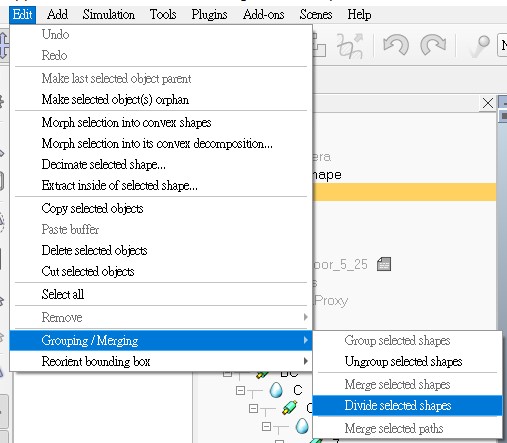 Edit Add Simulation Tools Plugins Add-ons Scenes Help
Undo
Redo
Make last selected object parent
Make selected object(s) orphan
Morph selection into convex shapes
Morph selection into its convex decomposition...
Decimate selected shape...
Extract inside of selected shape...
Copy selected objects
Paste buffer
Delete selected objects
Cut selected objects
Select all
Remove
Grouping / Merging
Reorient bounding box
Group selected shapes
Ungroup selected shapes
Merge selected shapes
Divide selected shapes
Merge selected paths
era
hape
oor_5_25
Proxy
BC
C